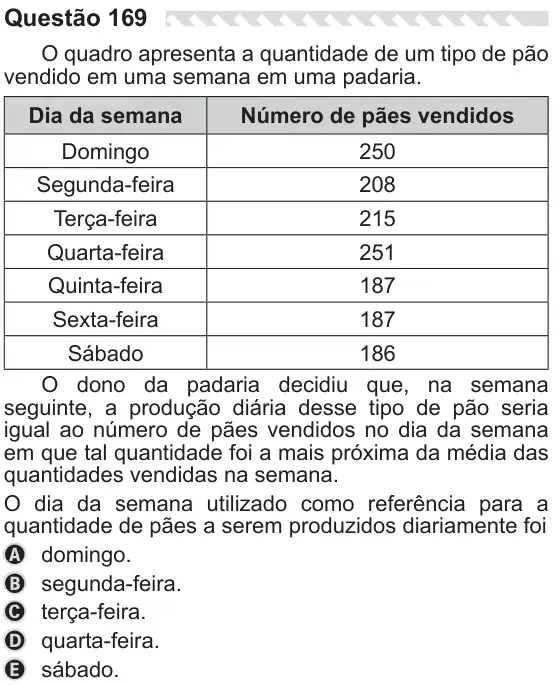 Questão 169
O quadro apresenta a quantidade de um tipo de pão
vendido em uma semana em uma padaria.
Dia da semana Número de pães vendidos
Domingo 250
Segunda-feira 208
Terça-feira 215
Quarta-feira 251
Quinta-feira 187
Sexta-feira 187
Sábado 186
O dono da padaria decidiu que, na semana
seguinte, a produção diária desse tipo de pão seria
igual ao número de pães vendidos no dia da semana
em que tal quantidade foi a mais próxima da média das
quantidades vendidas na semana.
O dia da semana utilizado como referência para a
quantidade de pães a serem produzidos diariamente foi
A domingo.
B segunda-feira.
C terça-feira.
D quarta-feira.
E sábado.